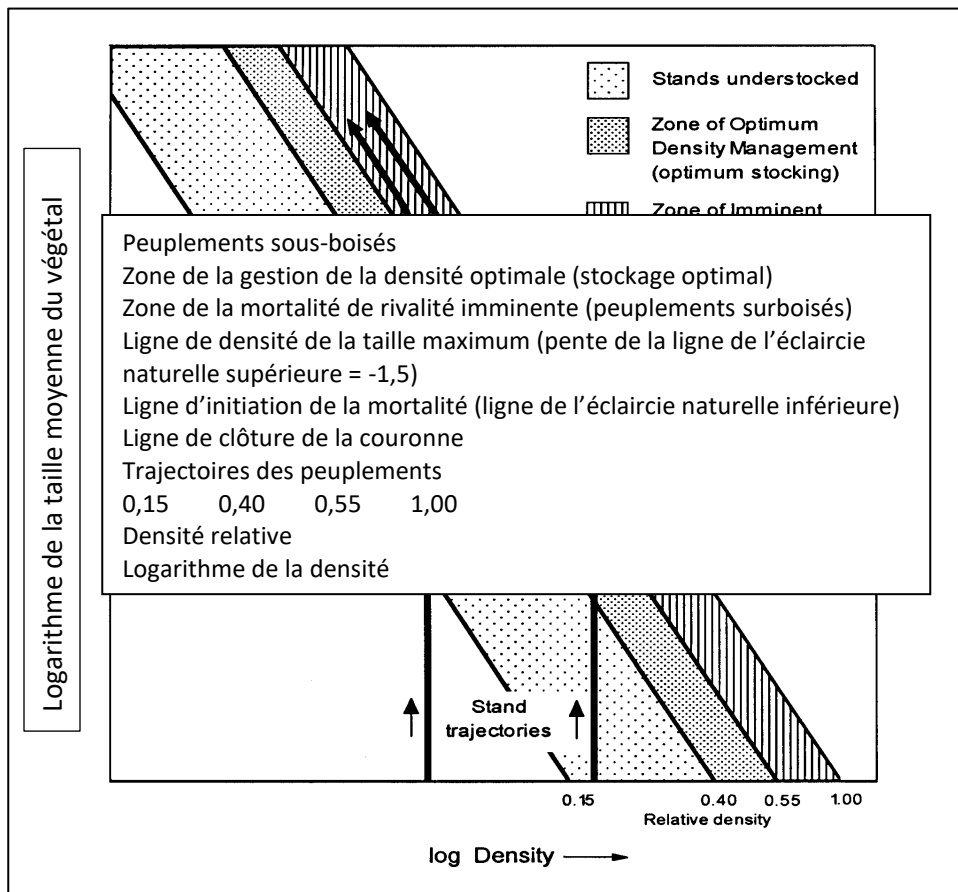 Logarithme de la taille moyenne du végétal
Stands understocked
Zone of Optimum
Density Management
(optimum stocking)
Zone of Imminent
Peuplements sous-boisés
Zone de la gestion de la densité optimale (stockage optimal)
Zone de la mortalité de rivalité imminente (peuplements surboisés)
Ligne de densité de la taille maximum (pente de la ligne de l’éclaircie
naturelle supérieure = -1,5)
Ligne d’initiation de la mortalité (ligne de l’éclaircie naturelle inférieure)
Ligne de clôture de la couronne
Trajectoires des peuplements
0,15 0,40 0,55 1,00
Densité relative
Logarithme de la densité
Stand
trajectories
0.15 0.40 0.55 1.00
Relative density
log Density